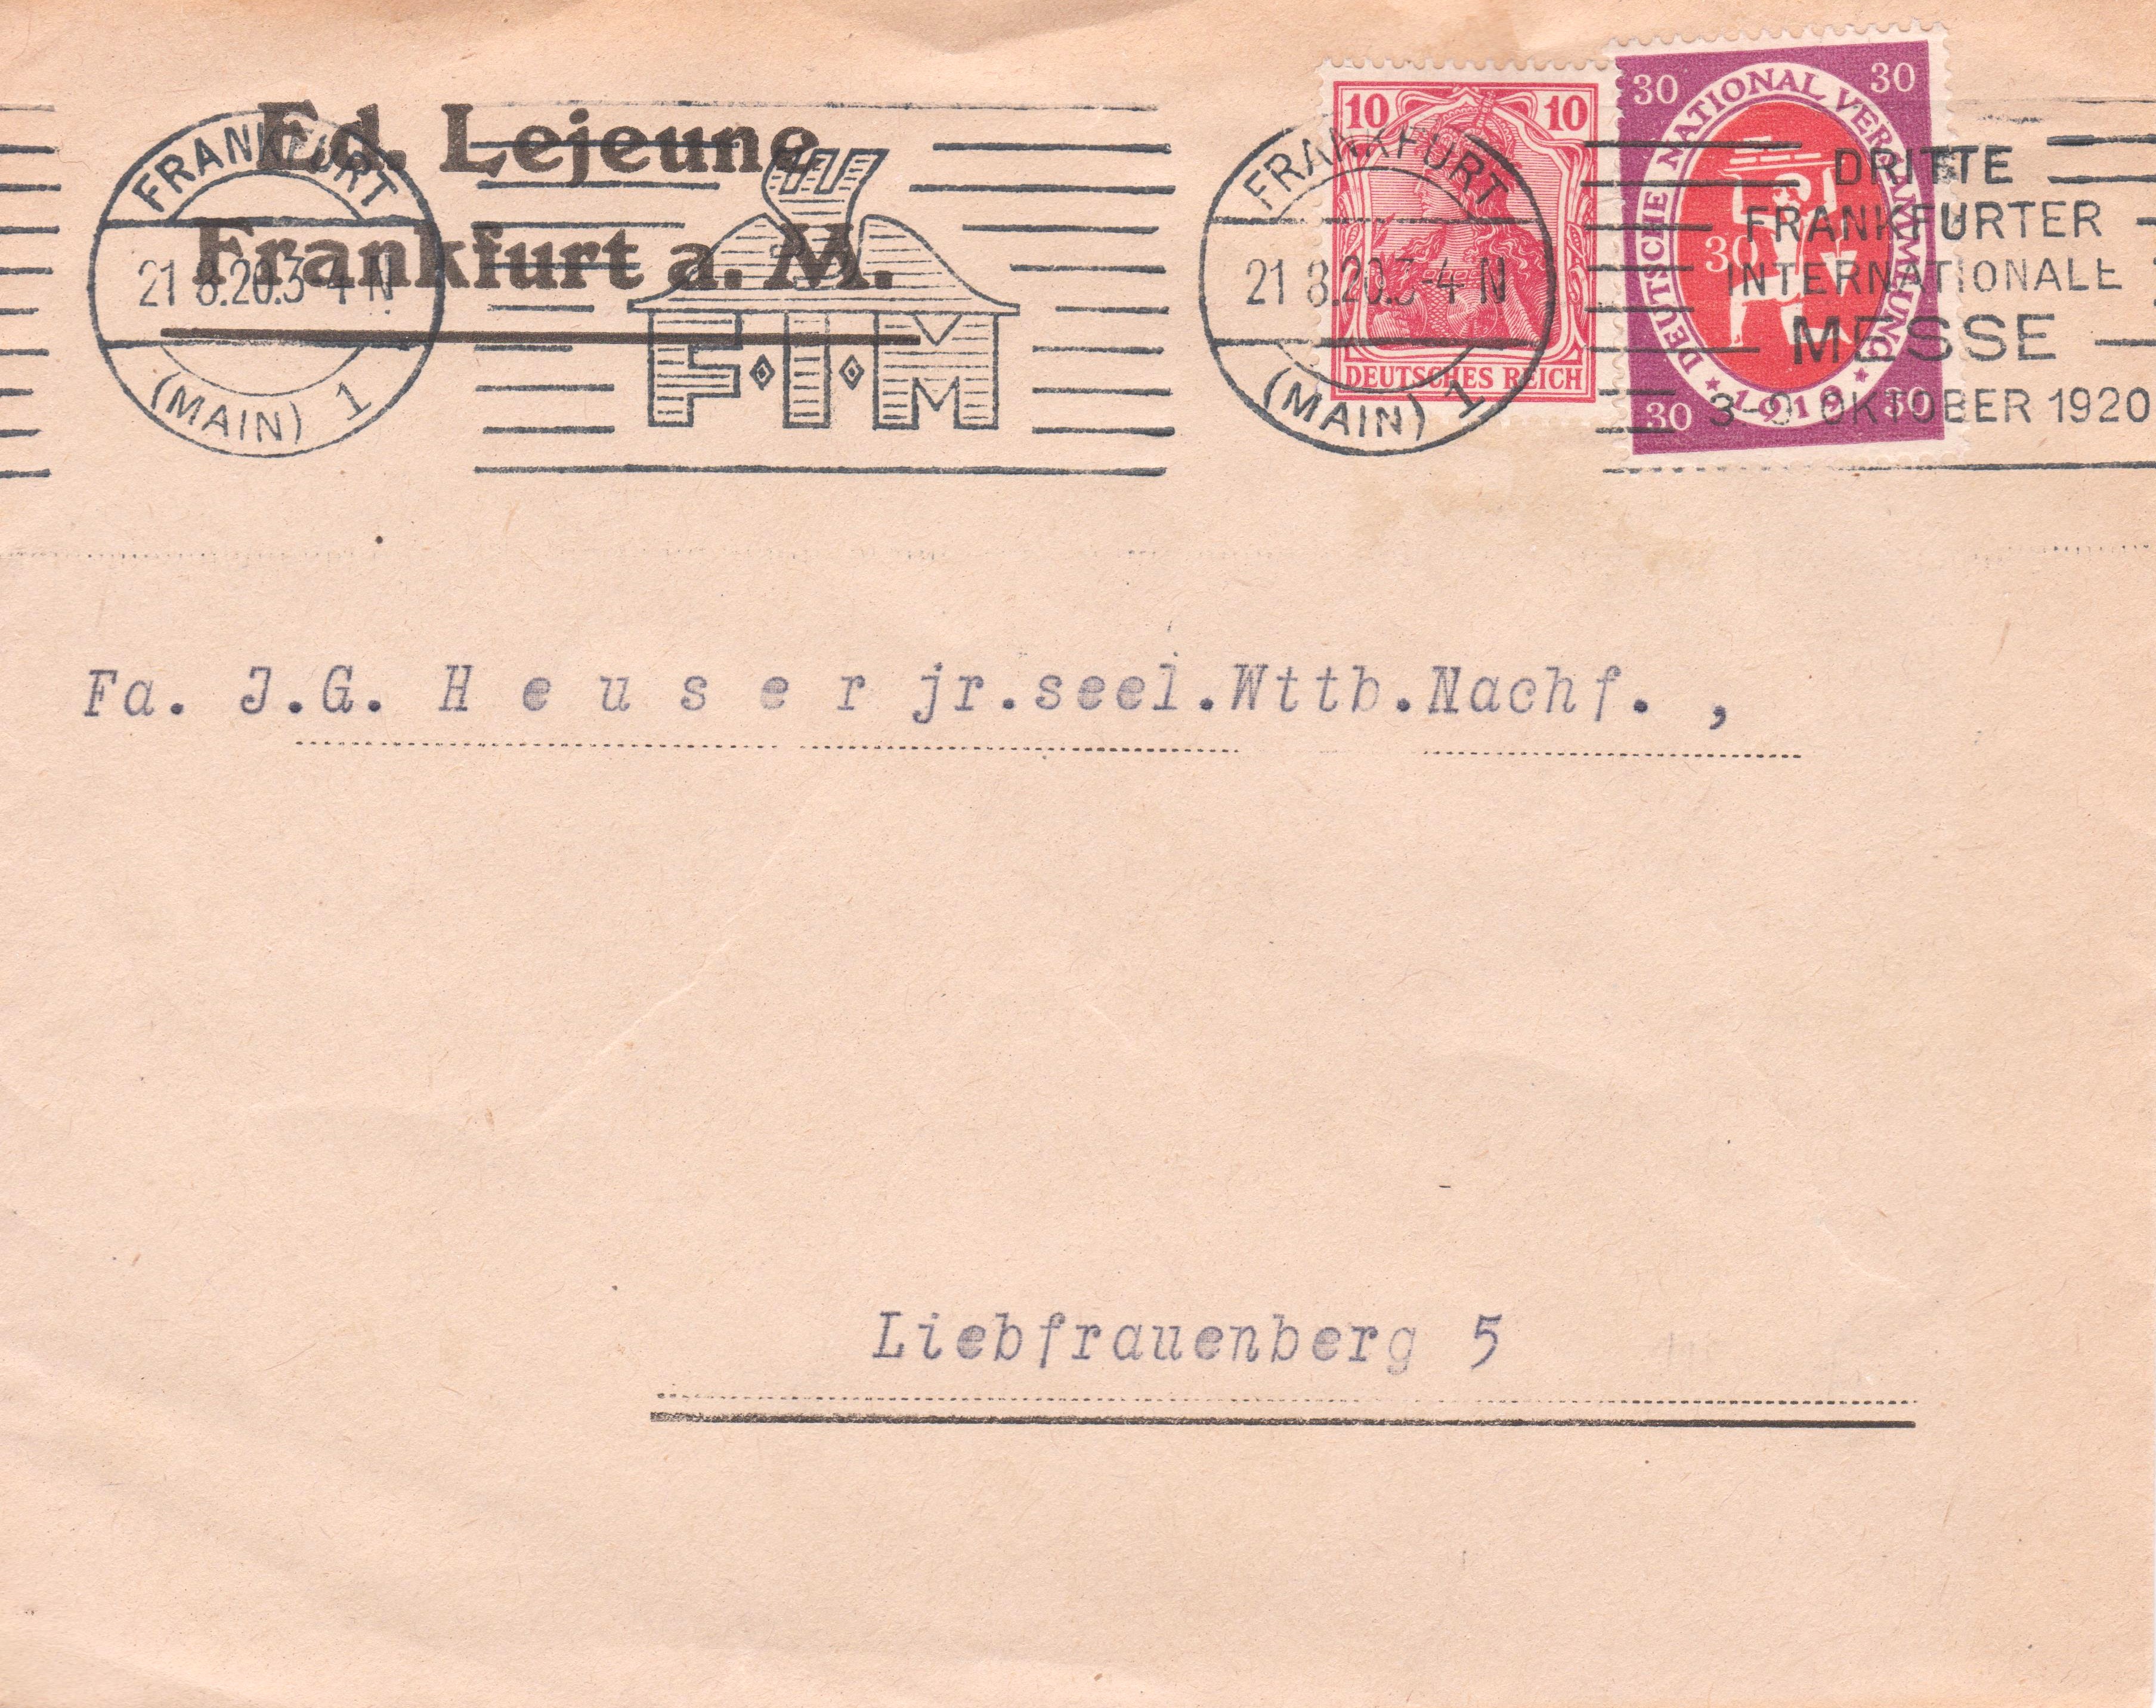 Ed. Lejeune
Frankfurt a. M.
FRANKFURT
21 8.20.3-4 N
(MAIN) 1
F•I•M
FRANKFURT
21 8.20.3-4 N
(MAIN) 1
10 10
DEUTSCHES REICH
30 30
DEUTSCHE NATIONAL VERSAMMLUNG
30
★ 1919 ★
30 30
DRITTE
FRANKFURTER
INTERNATIONALE
MESSE
3-9 OKTOBER 1920
Fa. J.G. H e u s e r jr.seel.Wttb.Nachf. ,
Liebfrauenberg 5